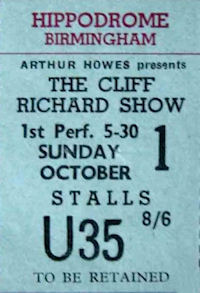 HIPPODROME
BIRMINGHAM
ARTHUR HOWES presents
THE CLIFF
RICHARD SHOW
1st Perf. 5-30
SUNDAY 1
OCTOBER
STALLS
U35 8/6
TO BE RETAINED